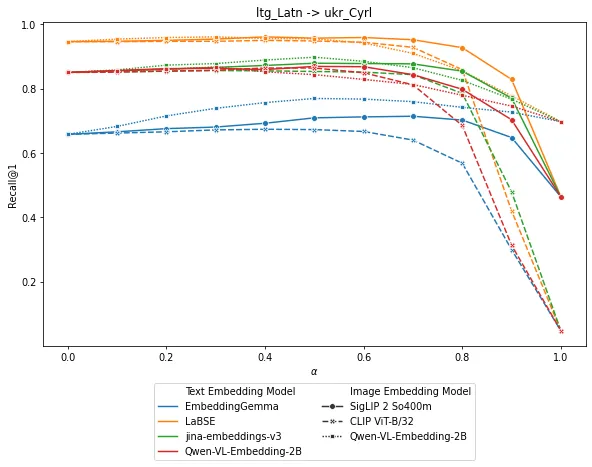 ltg_Latn -> ukr_Cyrl
1.0
0.8
0.6
0.4
0.2
Recall@1
0.0 0.2 0.4 0.6 0.8 1.0
α
Text Embedding Model Image Embedding Model
EmbeddingGemma SigLIP 2 So400m
LaBSE CLIP ViT-B/32
jina-embeddings-v3 Qwen-VL-Embedding-2B
Qwen-VL-Embedding-2B